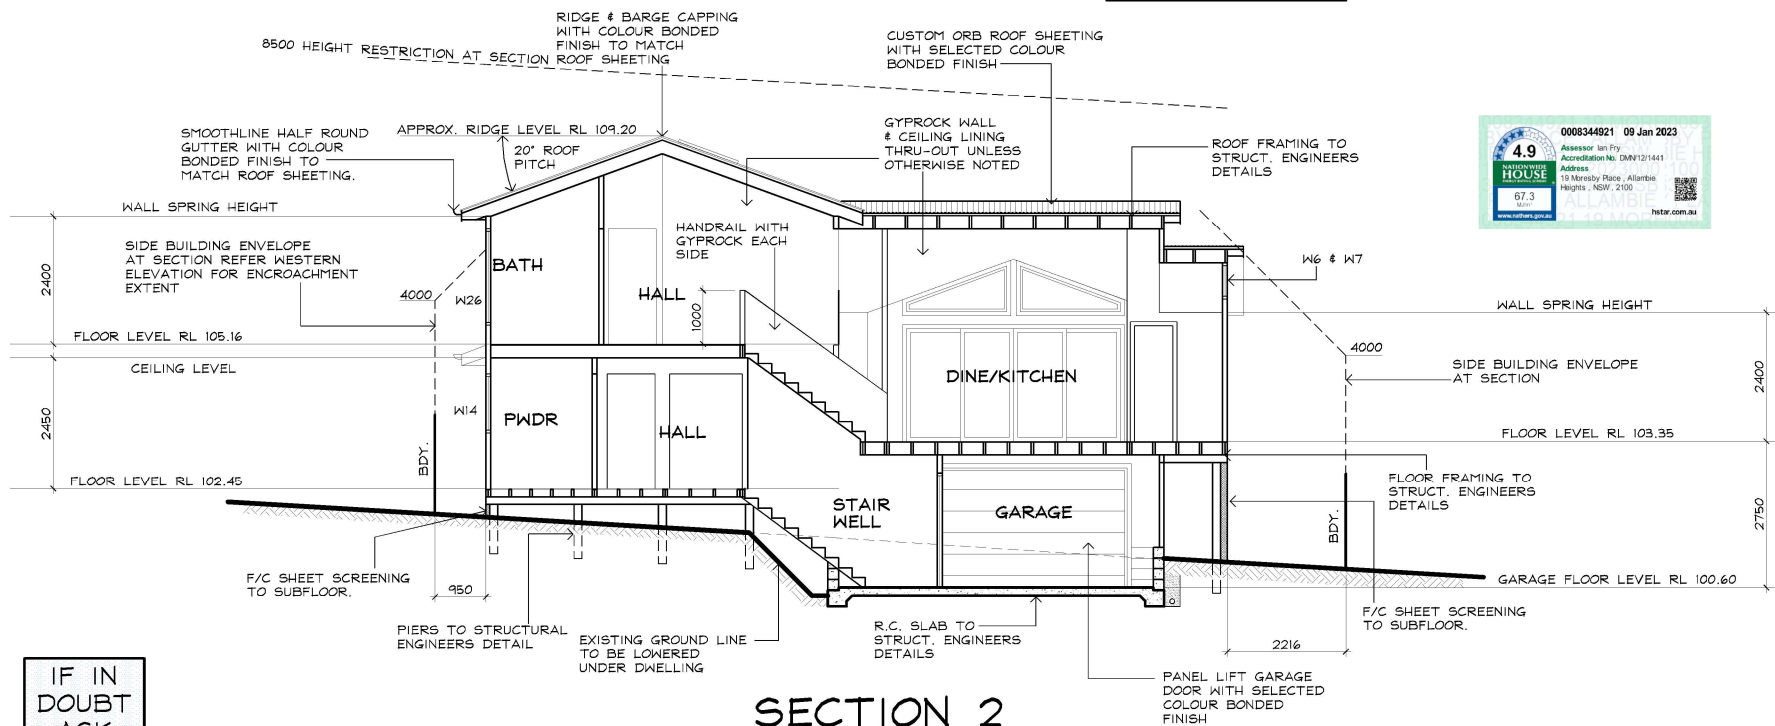 RIDGE & BARGE CAPPING
WITH COLOUR BONDED
FINISH TO MATCH
ROOF SHEETING
8500 HEIGHT RESTRICTION AT SECTION
CUSTOM ORB ROOF SHEETING
WITH SELECTED COLOUR
BONDED FINISH
SMOOTHLINE HALF ROUND
GUTTER WITH COLOUR
BONDED FINISH TO
MATCH ROOF SHEETING.
APPROX. RIDGE LEVEL RL 109.20
20° ROOF
PITCH
GYPROCK WALL
& CEILING LINING
THRU-OUT UNLESS
OTHERWISE NOTED
ROOF FRAMING TO
STRUCT. ENGINEERS
DETAILS
4.9
NATIONWIDE
HOUSE
67.3
www.nathers.gov.au
0008344921 09 Jan 2023
Assessor Ian Fry
Accreditation No. DMN/12/1441
Address
19 Moresby Place , Allambie
Heights , NSW , 2100
hstar.com.au
WALL SPRING HEIGHT
SIDE BUILDING ENVELOPE
AT SECTION REFER WESTERN
ELEVATION FOR ENCROACHMENT
EXTENT
HANDRAIL WITH
GYPROCK EACH
SIDE
BATH
HALL
W6 & W7
2400
4000
W26
1000
WALL SPRING HEIGHT
FLOOR LEVEL RL 105.16
CEILING LEVEL
4000
SIDE BUILDING ENVELOPE
AT SECTION
2400
DINE/KITCHEN
2450
W14
PWDR
HALL
BDY.
FLOOR LEVEL RL 103.35
FLOOR LEVEL RL 102.45
FLOOR FRAMING TO
STRUCT. ENGINEERS
DETAILS
STAIR
WELL
GARAGE
BDY.
2750
F/C SHEET SCREENING
TO SUBFLOOR.
950
GARAGE FLOOR LEVEL RL 100.60
F/C SHEET SCREENING
TO SUBFLOOR.
PIERS TO STRUCTURAL
ENGINEERS DETAIL
EXISTING GROUND LINE
TO BE LOWERED
UNDER DWELLING
R.C. SLAB TO
STRUCT. ENGINEERS
DETAILS
2216
PANEL LIFT GARAGE
DOOR WITH SELECTED
COLOUR BONDED
FINISH
IF IN
DOUBT
ASK
SECTION 2